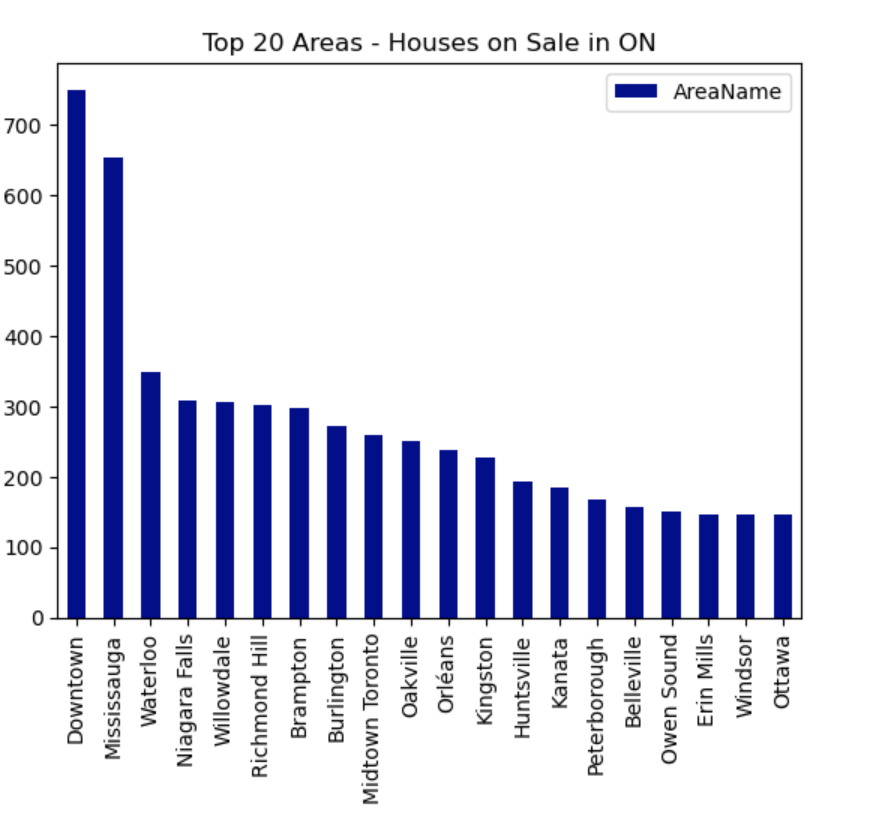 Top 20 Areas - Houses on Sale in ON
AreaName
700
600
500
400
300
200
100
0
Downtown
Mississauga
Waterloo
Niagara Falls
Willowdale
Richmond Hill
Brampton
Burlington
Midtown Toronto
Oakville
Orléans
Kingston
Huntsville
Kanata
Peterborough
Belleville
Owen Sound
Erin Mills
Windsor
Ottawa